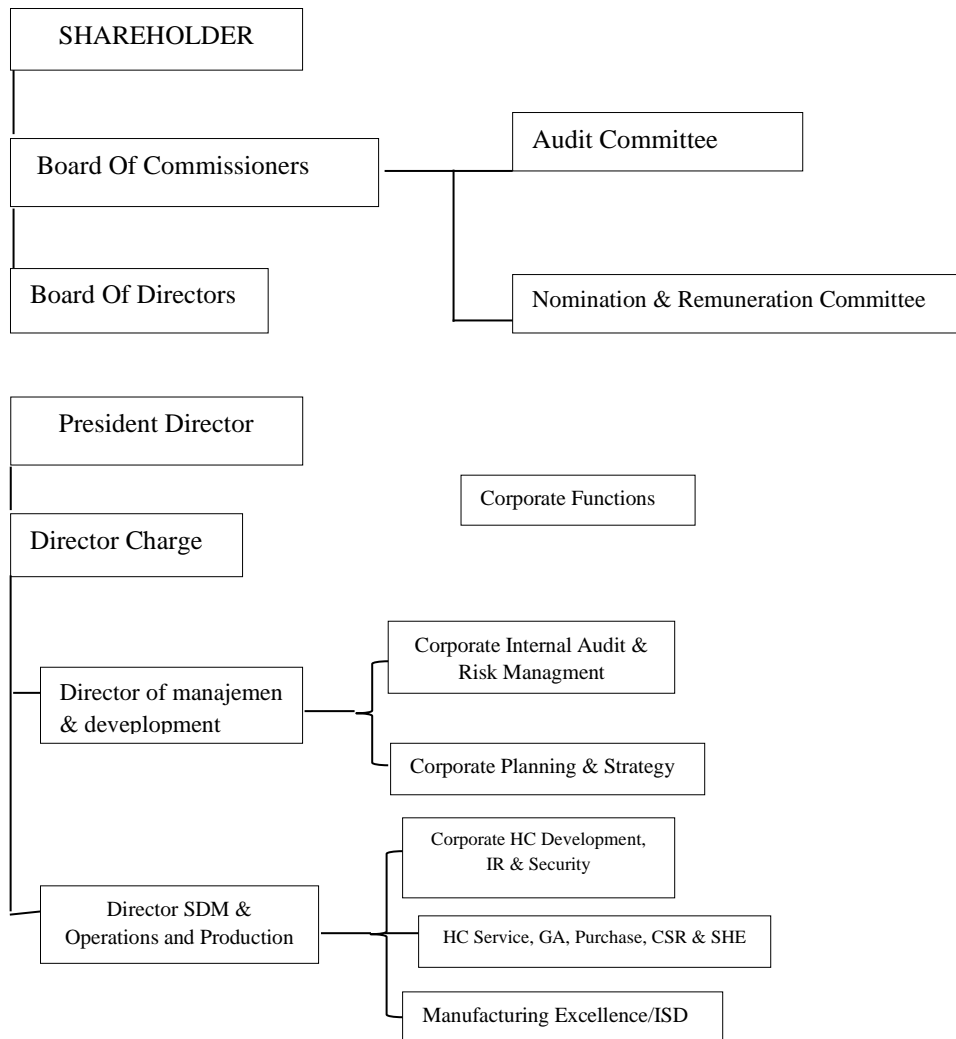 SHAREHOLDER
Board Of Commissioners
Audit Committee
Board Of Directors
Nomination & Remuneration Committee
President Director
Corporate Functions
Director Charge
Corporate Internal Audit &
Risk Managment
Director of manajemen
& deveplopment
Corporate Planning & Strategy
Corporate HC Development,
IR & Security
Director SDM &
Operations and Production
HC Service, GA, Purchase, CSR & SHE
Manufacturing Excellence/ISD